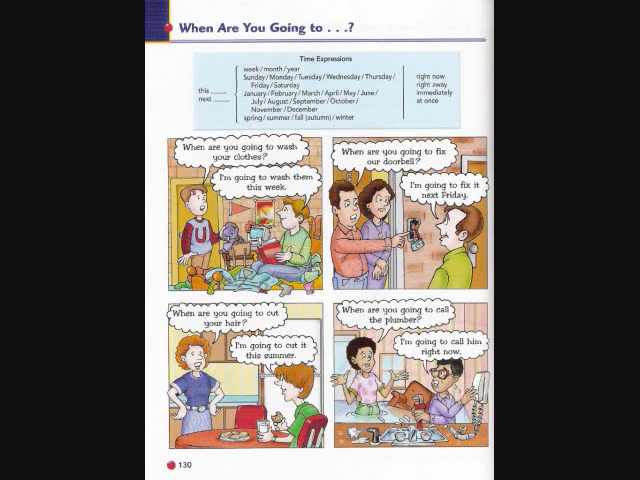 When Are You Going to . . .?
Time Expressions
this ____
next ____
week / month / year
Sunday / Monday / Tuesday / Wednesday / Thursday /
Friday / Saturday
January / February / March / April / May / June /
July / August / September / October /
November / December
spring / summer / fall (autumn) / winter
right now
right away
immediately
at once
When are you going to wash
your clothes?
I'm going to wash them
this week.
U
When are you going to fix
our doorbell?
I'm going to fix it
next Friday.
When are you going to cut
your hair?
I'm going to cut it
this summer.
When are you going to call
the plumber?
I'm going to call him
right now.
130